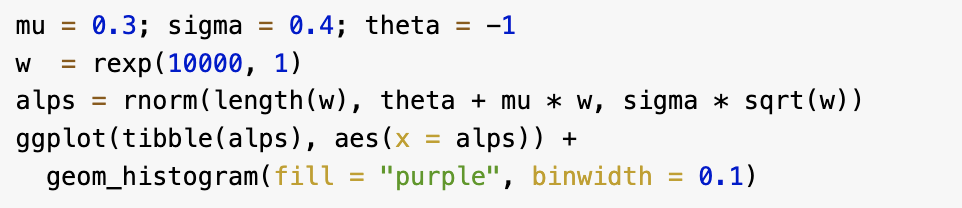 mu = 0.3; sigma = 0.4; theta = −1
w  = rexp(10000, 1)
alps = rnorm(length(w), theta + mu * w, sigma * sqrt(w))
ggplot(tibble(alps), aes(x = alps)) +
  geom_histogram(fill = "purple", binwidth = 0.1)